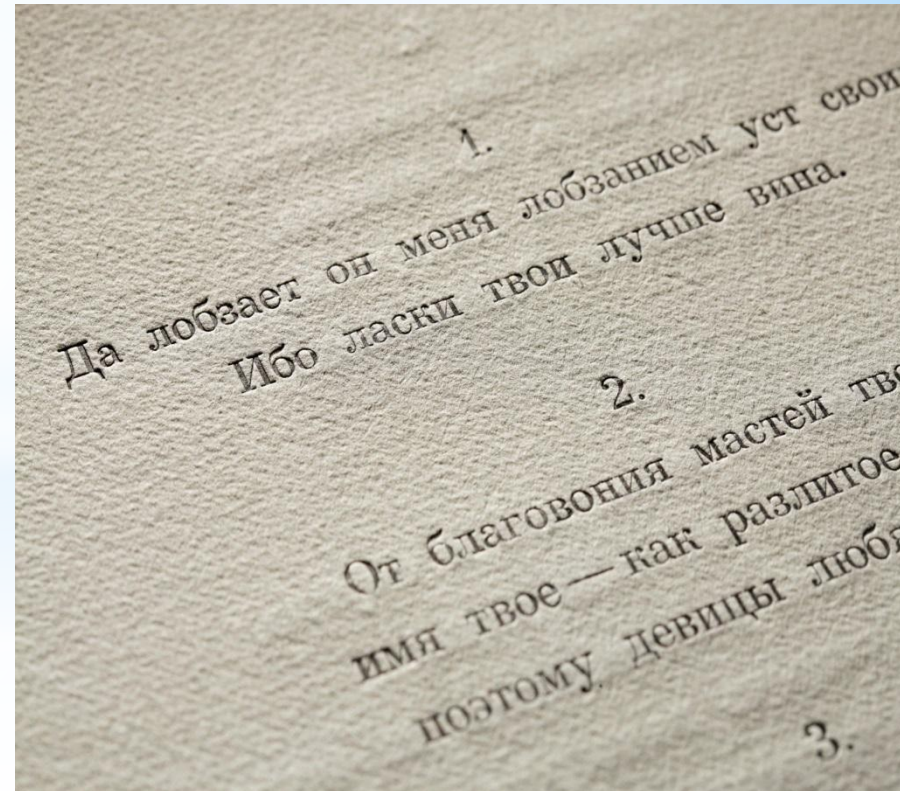 1.
Да лобзает он меня лобзанием уст
Ибо ласки твои лучше вина.
2.
От благовония мастей
имя твое — как разлитое
поэтому девицы
3.